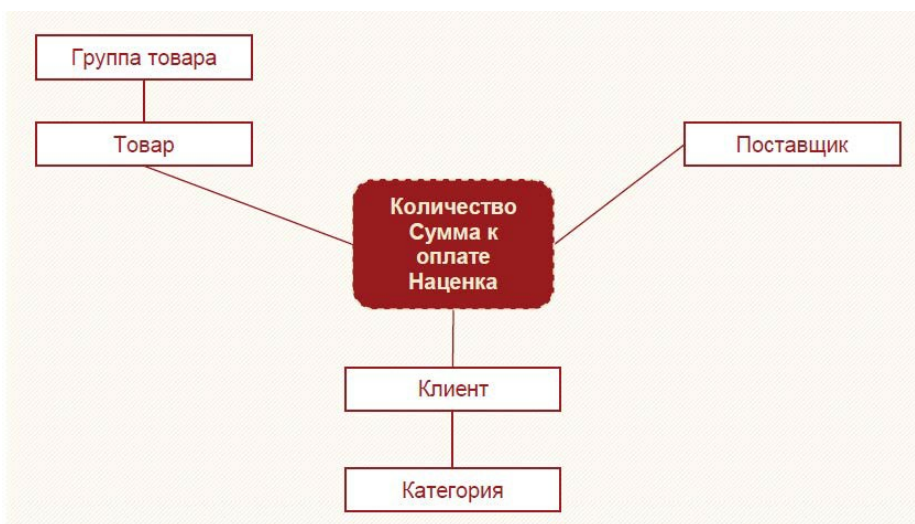 Группа товара
Товар
Поставщик
Количество
Сумма к
оплате
Наценка
Клиент
Категория